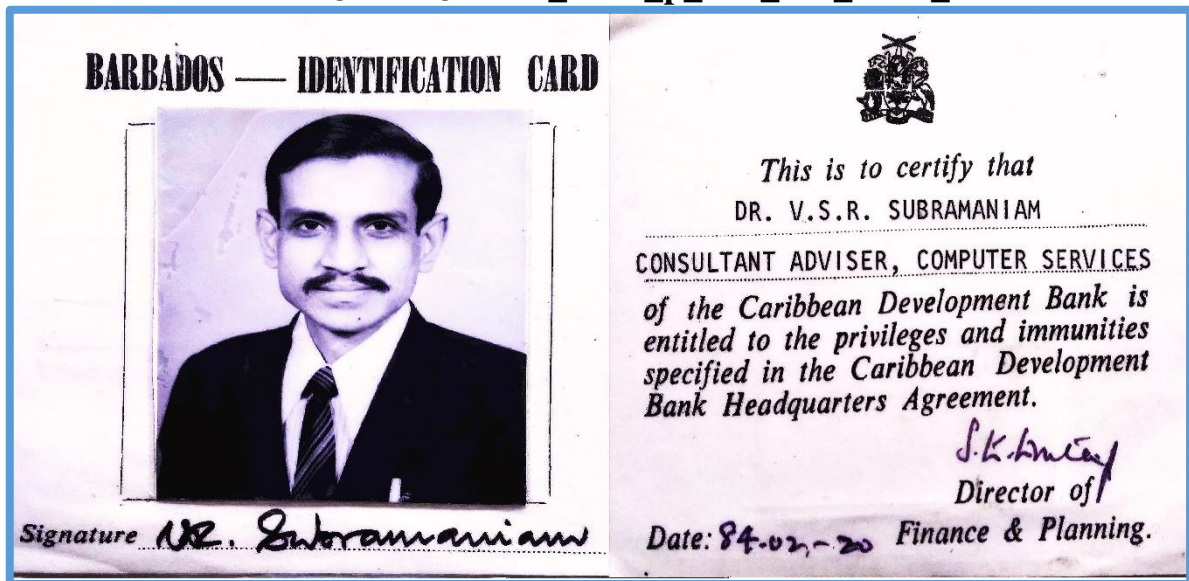 BARBADOS — IDENTIFICATION CARD
Signature Subramaniam
This is to certify that
DR. V.S.R. SUBRAMANIAM
CONSULTANT ADVISER, COMPUTER SERVICES
of the Caribbean Development Bank is
entitled to the privileges and immunities
specified in the Caribbean Development
Bank Headquarters Agreement.
Director of
Date: 84-02-20 Finance & Planning.